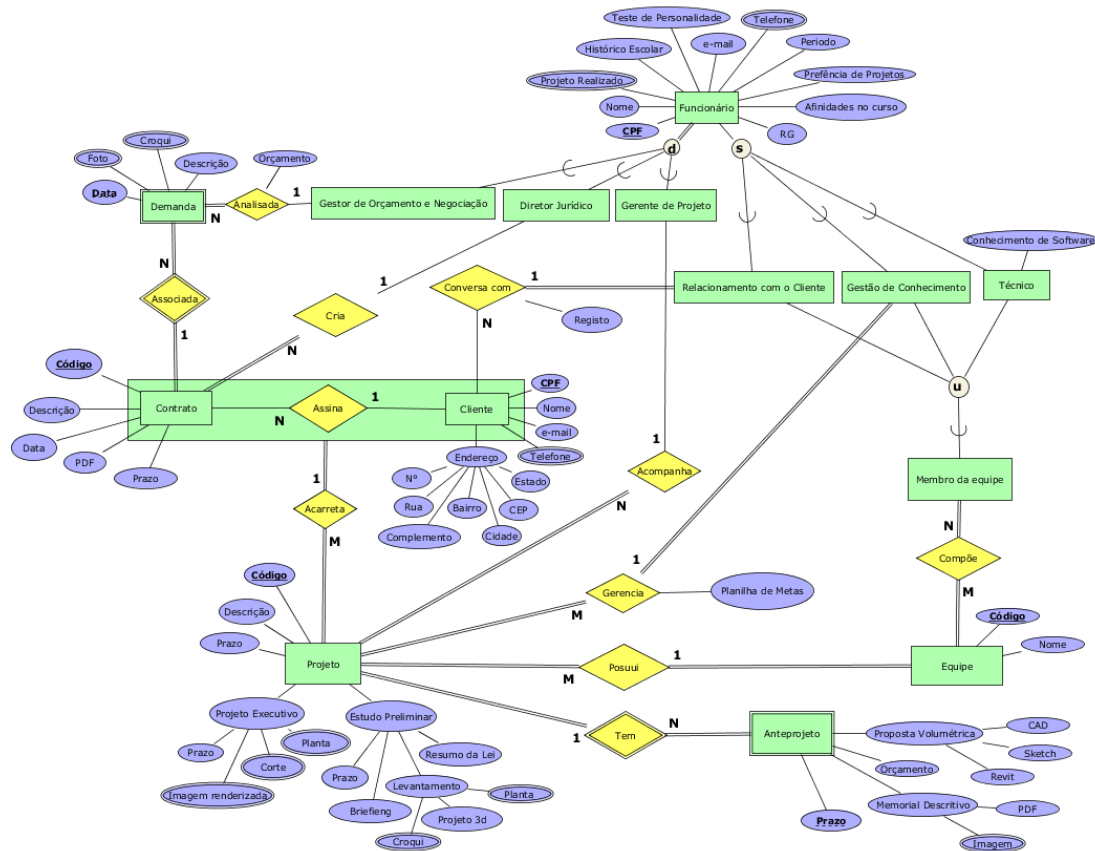 Teste de Personalidade
Telefone
Histórico Escolar
e-mail
Periodo
Projeto Realizado
Prefência de Projetos
Nome
Funcionário
Afinidades no curso
CPF
RG
d
s
Croqui
Foto
Descrição
Orçamento
Data
Demanda
N
Analisada
1
Gestor de Orçamento e Negociação
Diretor Jurídico
Gerente de Projeto
Conhecimento de Software
N
Associada
1
1
Cria
N
Conversa com
1
N
Registo
Relacionamento com o Cliente
Gestão de Conhecimento
Técnico
u
Código
Descrição
Data
PDF
Prazo
Contrato
N
Assina
1
Cliente
CPF
Nome
e-mail
Telefone
Endereço
Nº
Rua
Complemento
Bairro
Cidade
CEP
Estado
1
Acarreta
M
1
Acompanha
N
Membro da equipe
N
Compõe
M
1
Gerencia
M
Planilha de Metas
Código
Nome
Código
Descrição
Prazo
Projeto
M
Posuui
1
Equipe
1
Tem
N
Anteprojeto
Projeto Executivo
Prazo
Imagem renderizada
Corte
Planta
Estudo Preliminar
Prazo
Briefieng
Resumo da Lei
Levantamento
Planta
Projeto 3d
Croqui
Proposta Volumétrica
CAD
Sketch
Revit
Orçamento
Prazo
Memorial Descritivo
PDF
Imagem